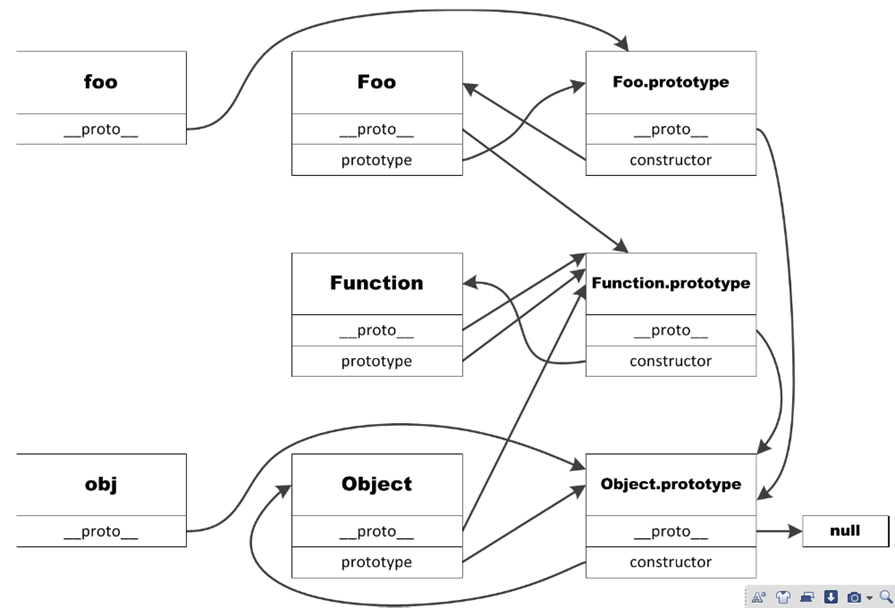 foo
__proto__
Foo
__proto__
prototype
Foo.prototype
__proto__
constructor
Function
__proto__
prototype
Function.prototype
__proto__
constructor
obj
__proto__
Object
__proto__
prototype
Object.prototype
__proto__
constructor
null